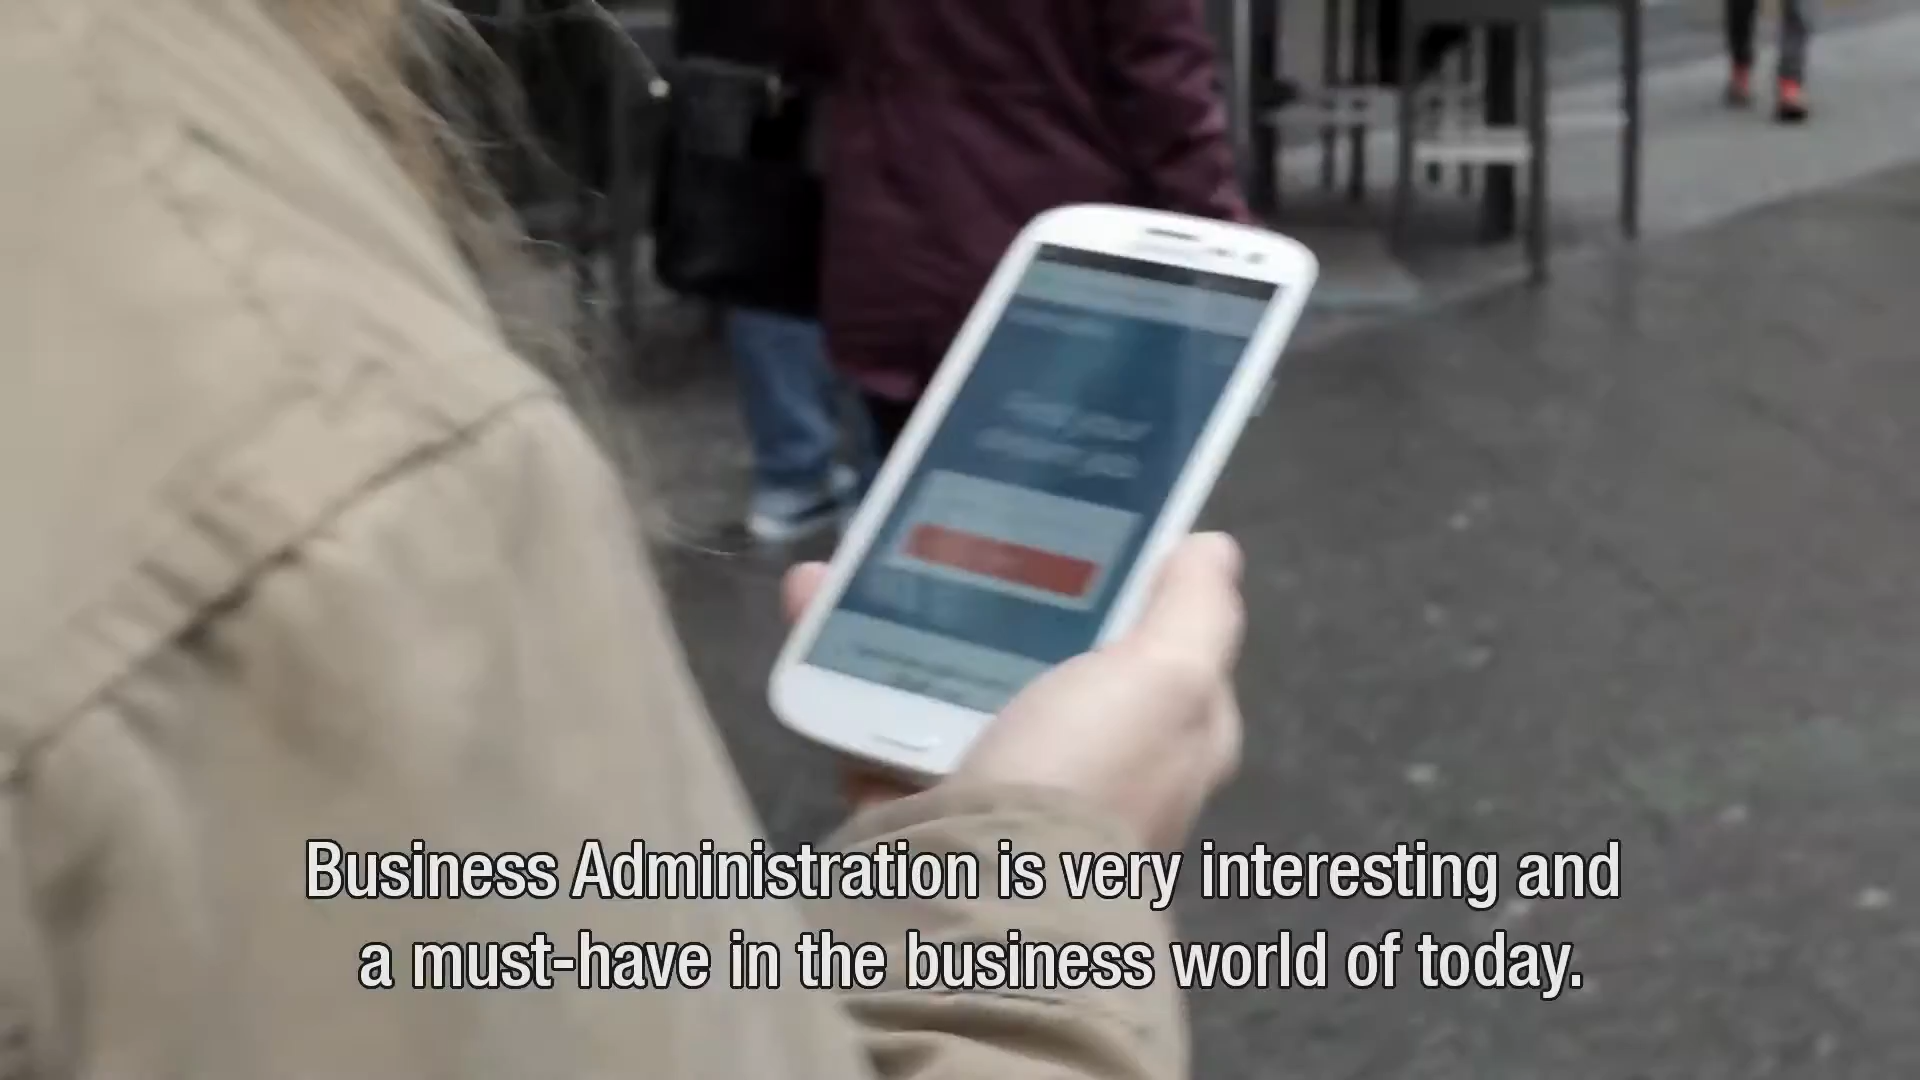 Business Administration is very interesting and
a must-have in the business world of today.